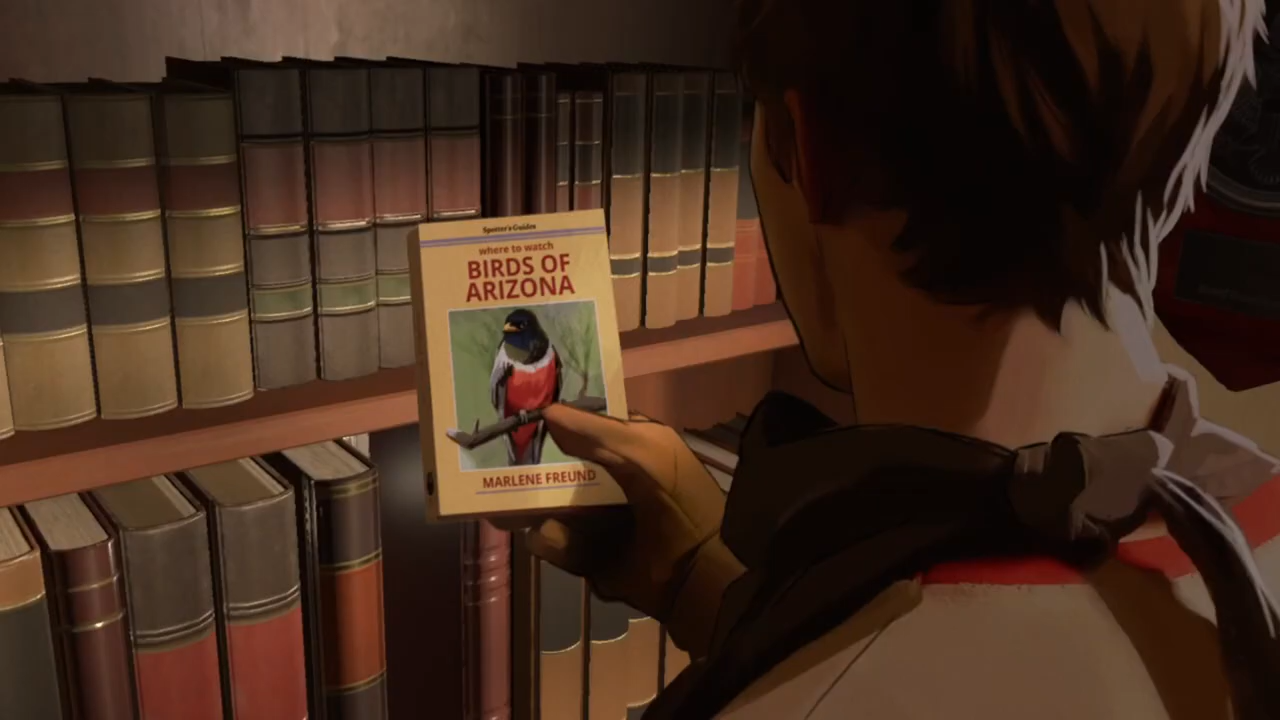 Spotter's Guides
where to watch
BIRDS OF
ARIZONA
MARLENE FREUND